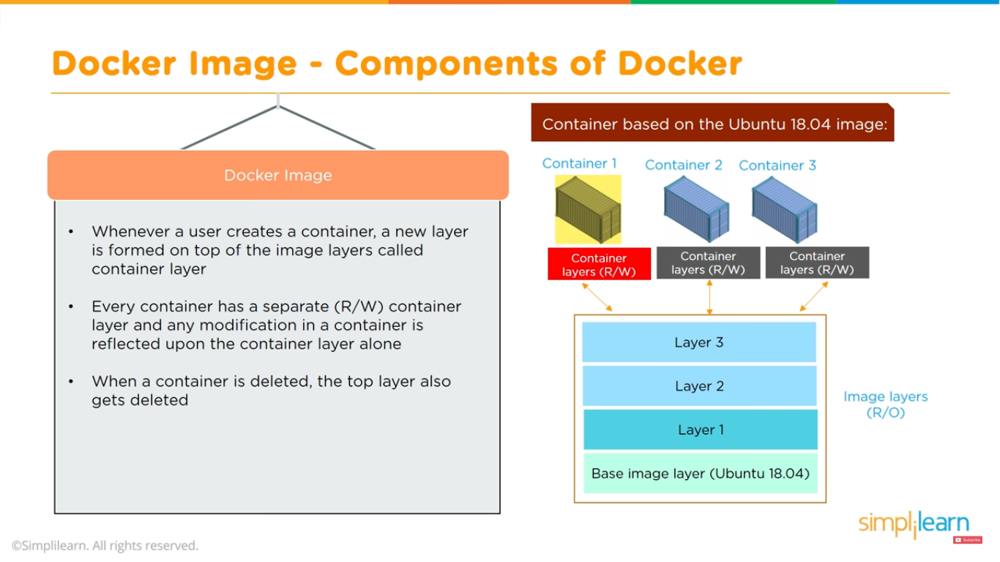 Docker Image - Components of Docker
Docker Image
• Whenever a user creates a container, a new layer
is formed on top of the image layers called
container layer
• Every container has a separate (R/W) container
layer and any modification in a container is
reflected upon the container layer alone
• When a container is deleted, the top layer also
gets deleted
Container based on the Ubuntu 18.04 image:
Container 1
Container 2
Container 3
Container
layers (R/W)
Container
layers (R/W)
Container
layers (R/W)
Layer 3
Layer 2
Layer 1
Base image layer (Ubuntu 18.04)
Image layers
(R/O)
simplilearn
Subscribe
©Simplilearn. All rights reserved.